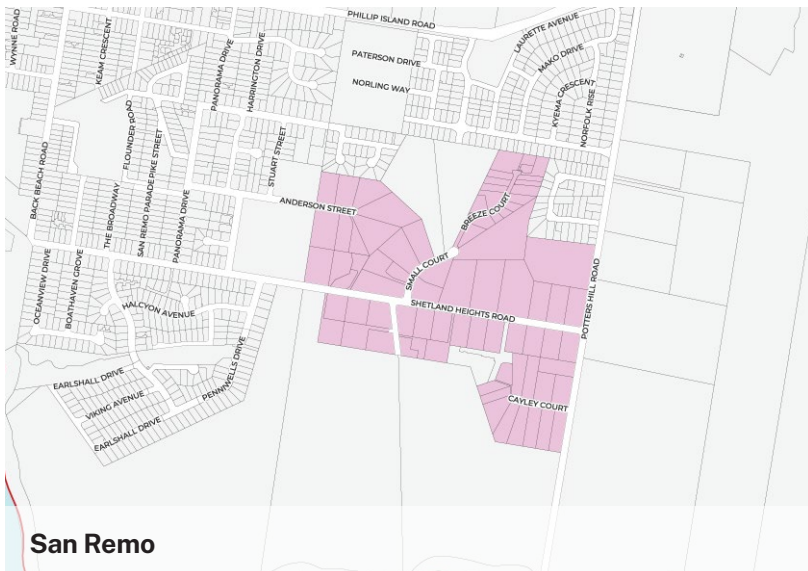 PHILLIP ISLAND ROAD
LAURETTE AVENUE
WYNNE ROAD
KEAM CRESCENT
PANORAMA DRIVE
HARRINGTON DRIVE
PATERSON DRIVE
MAKO DRIVE
NORLING WAY
KYEMA CRESCENT
NORFOLK RISE
FLOUNDER ROAD
PIKE STREET
STUART STREET
BACK BEACH ROAD
THE BROADWAY
SAN REMO PARADE
PANORAMA DRIVE
ANDERSON STREET
BREEZE COURT
SMALL COURT
OCEANVIEW DRIVE
BOATHAVEN GROVE
HALCYON AVENUE
SHETLAND HEIGHTS ROAD
POTTERS HILL ROAD
EARLSHALL DRIVE
PENNIWELLS DRIVE
VIKING AVENUE
CAYLEY COURT
EARLSHALL DRIVE
San Remo